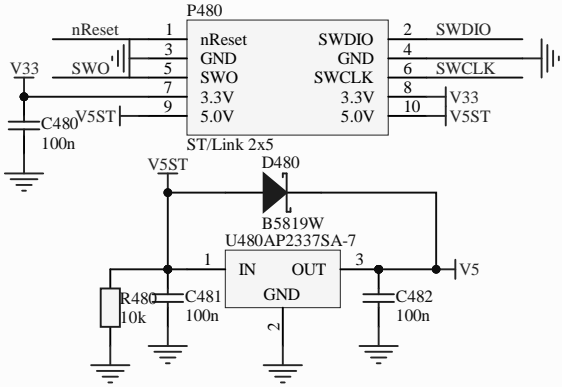 P480
nReset 1 nReset SWDIO 2 SWDIO
3 GND GND 4
V33 SWO 5 SWO SWCLK 6 SWCLK
7 3.3V 3.3V 8 V33
V5ST 9 5.0V 5.0V 10 V5ST
C480
100n
ST/Link 2x5
V5ST
D480
B5819W
U480AP2337SA-7
1 IN OUT 3 V5
GND
2
R480
10k
C481
100n
C482
100n